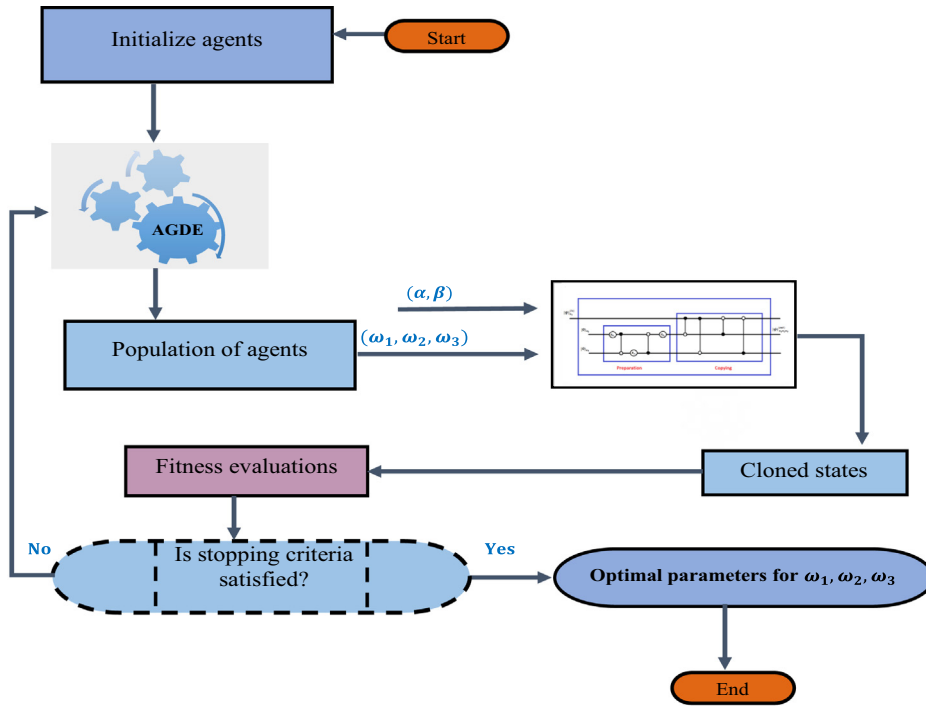 Start
Initialize agents
AGDE
(α, β)
Population of agents
(ω₁, ω₂, ω₃)
Preparation
Copying
Cloned states
Fitness evaluations
No
Is stopping criteria
satisfied?
Yes
Optimal parameters for ω₁, ω₂, ω₃
End